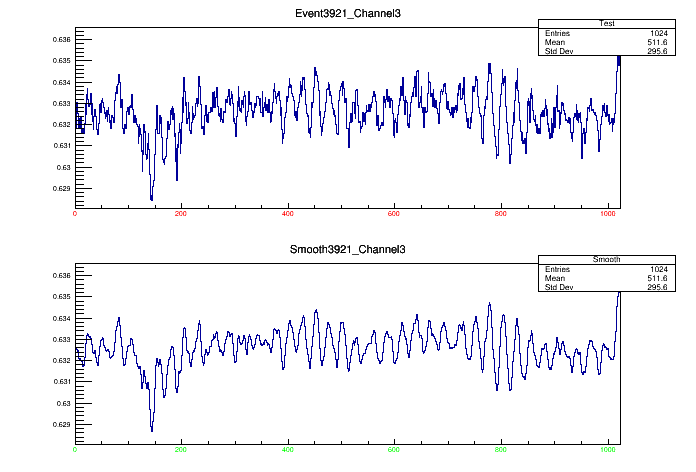 Event3921_Channel3
Test
Entries 1024
Mean 511.6
Std Dev 295.6
0.636
0.635
0.634
0.633
0.632
0.631
0.63
0.629
0 200 400 600 800 1000
Smooth3921_Channel3
Smooth
Entries 1024
Mean 511.6
Std Dev 295.6
0.636
0.635
0.634
0.633
0.632
0.631
0.63
0.629
0 200 400 600 800 1000